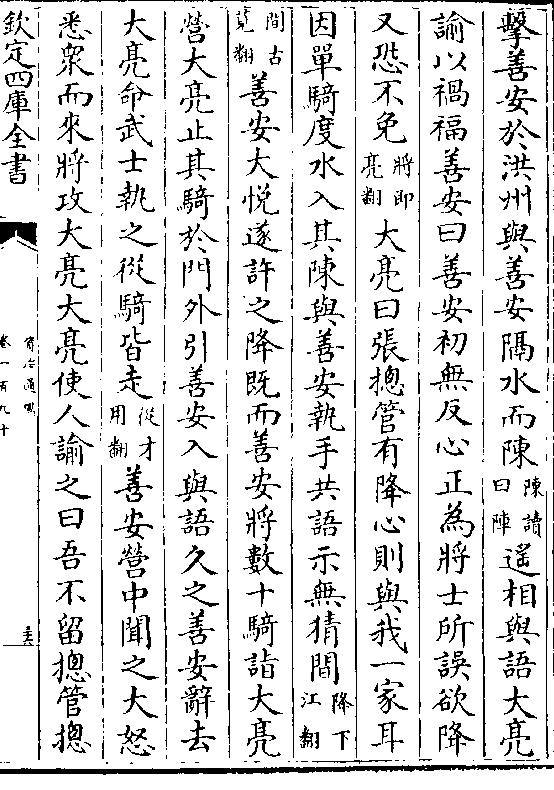 擊善安於洪州與善安隔水而陳陳讀曰陣遥相與語大亮
諭以禍福善安曰善安初無反心正為將士所誤欲降
又恐不免將即亮翻大亮曰張摠管有降心則與我一家耳
因單騎度水入其陳與善安執手共語示無猜間降下江翻
間古莧翻善安大悦遂許之降既而善安將數十騎詣大亮
營大亮止其騎於門外引善安入與語久之善安辭去
大亮命武士執之從騎皆走從才用翻善安營中聞之大怒
悉衆而來將攻大亮大亮使人諭之曰吾不留摠管摠
欽定四庫全書
資治通鑑
卷一百九十